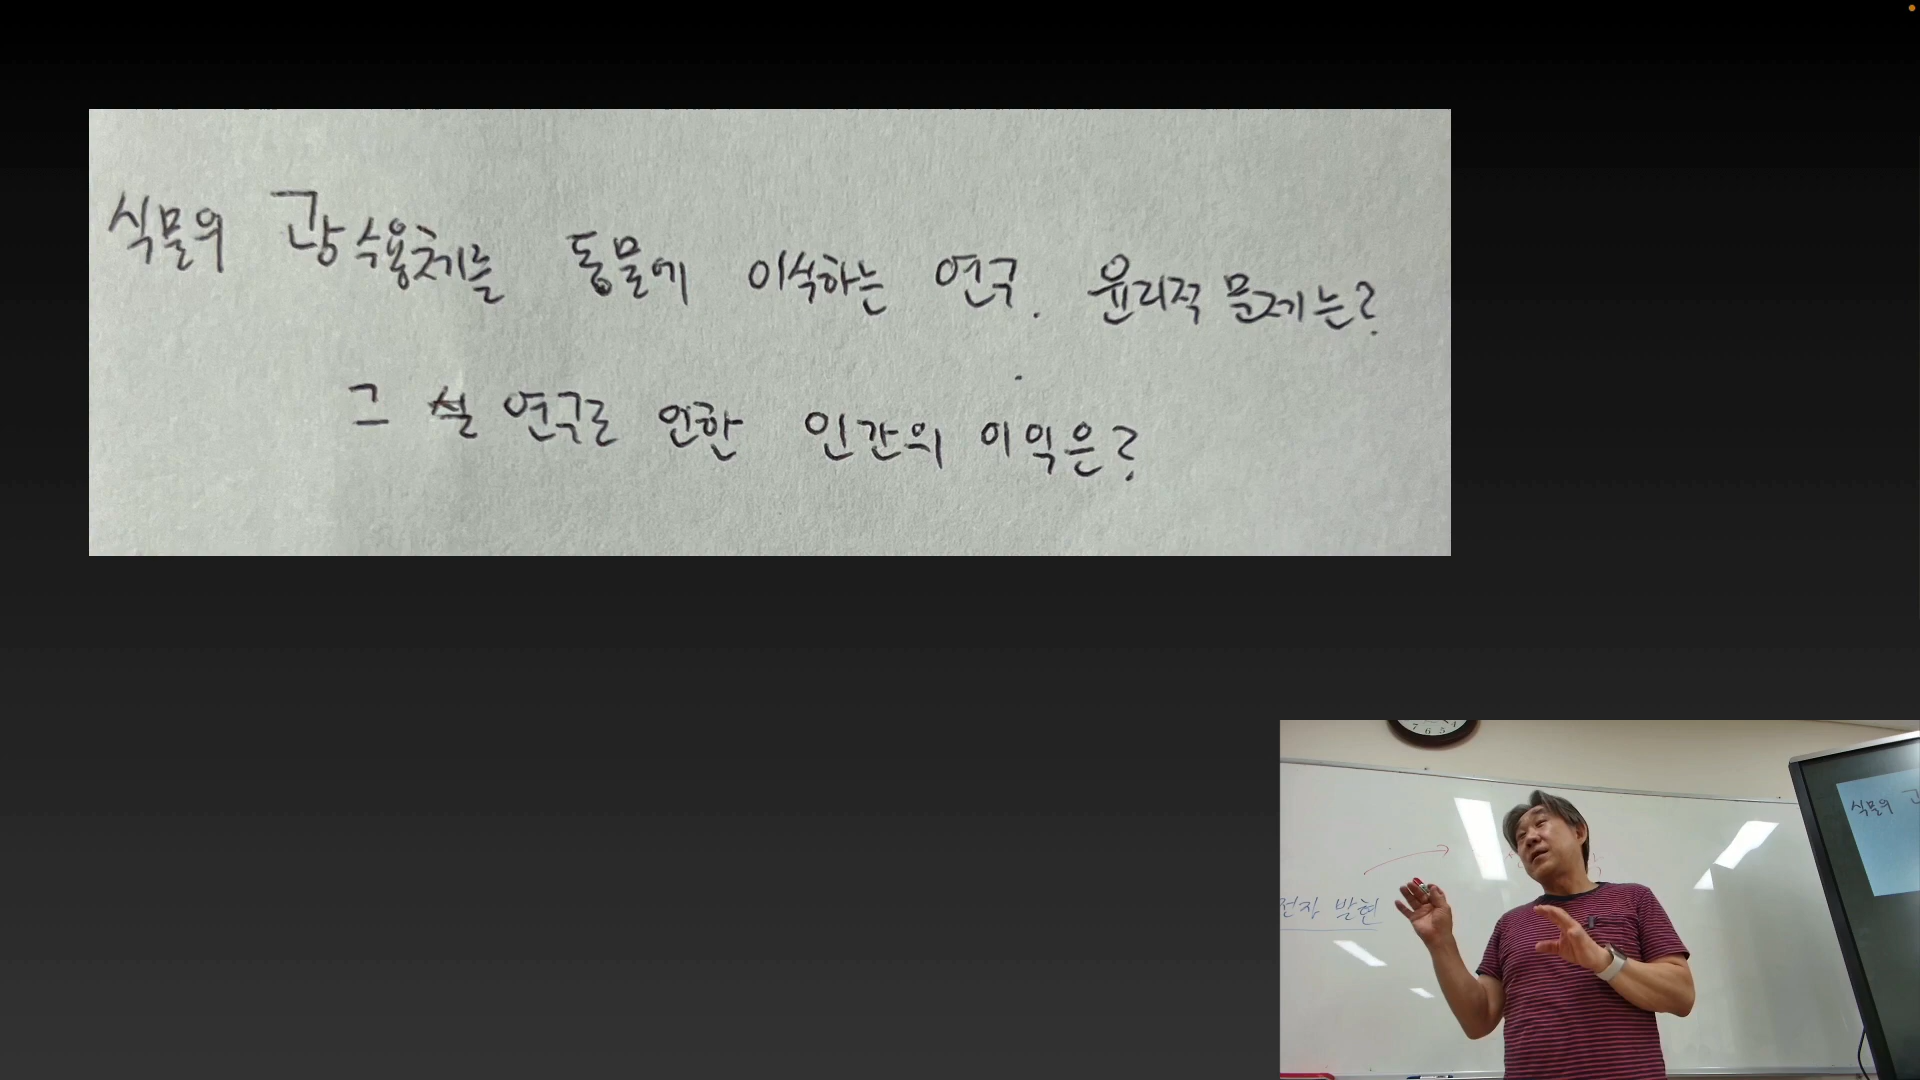 식물의 광수용체를 동물에 이식하는 연구. 윤리적 문제는?
그 연구로 인한 인간의 이익은?
전자 발현
식물의